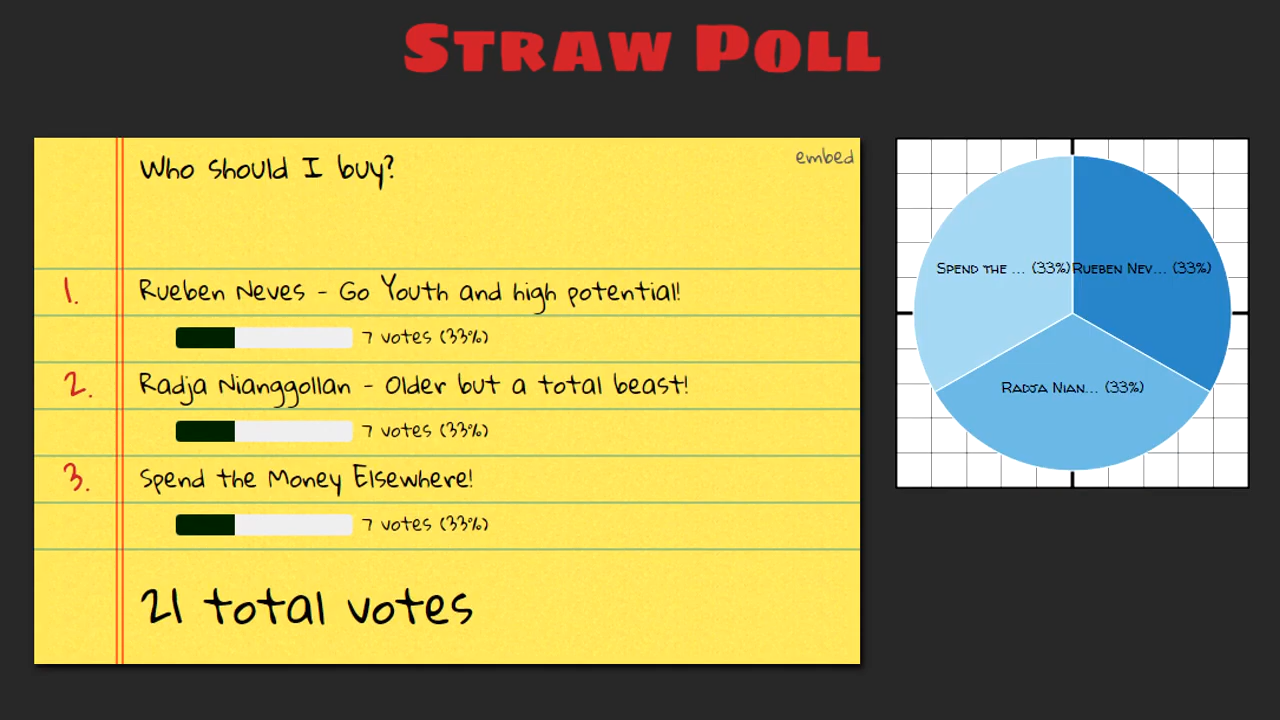 Straw Poll
Who should I buy?
embed
1. Rueben Neves - Go Youth and high potential!
7 votes (33%)
2. Radja Nianggollan - Older but a total beast!
7 votes (33%)
3. Spend the Money Elsewhere!
7 votes (33%)
21 total votes
Spend the ... (33%)
Rueben Nev... (33%)
Radja Nian... (33%)